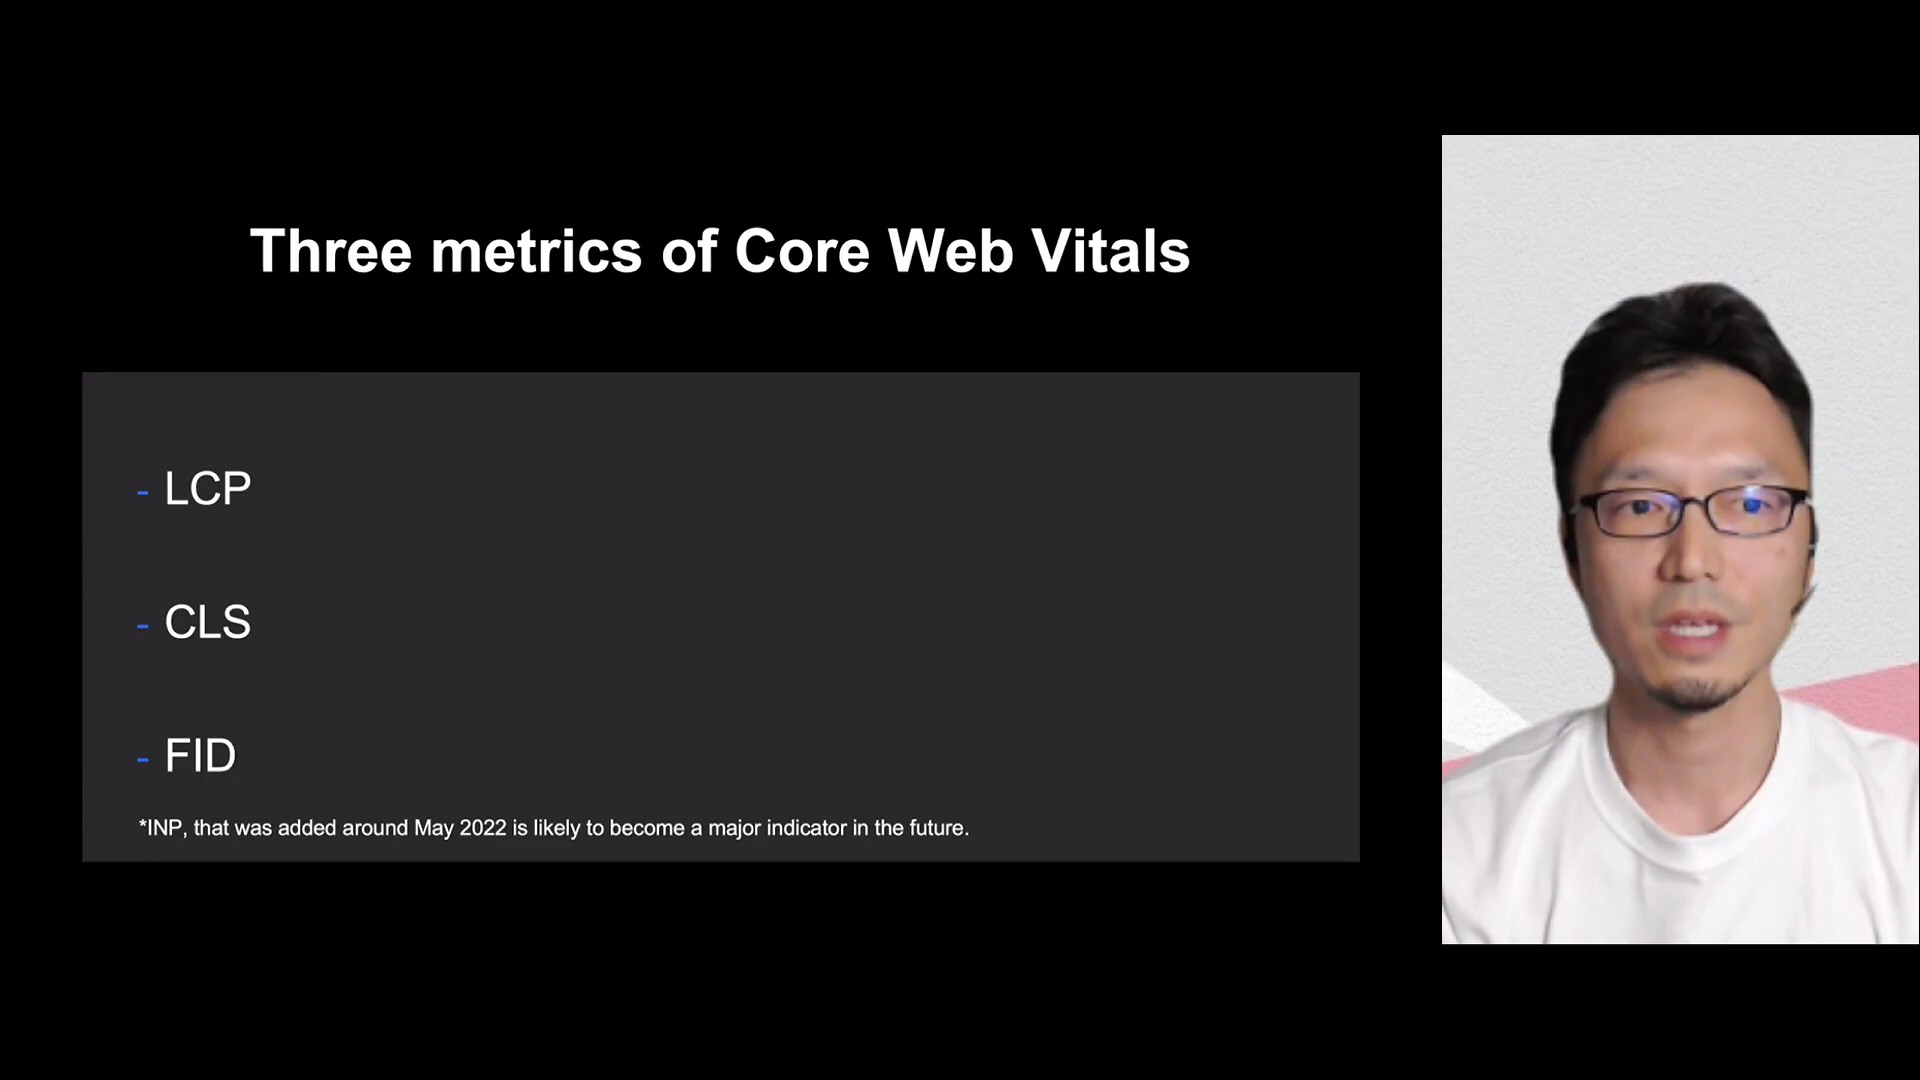 Three metrics of Core Web Vitals
- LCP
- CLS
- FID
*INP, that was added around May 2022 is likely to become a major indicator in the future.